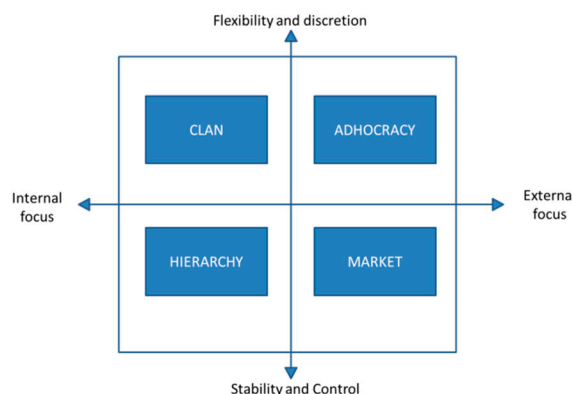 Flexibility and discretion
CLAN
ADHOCRACY
Internal
focus
Externa
focus
HIERARCHY
MARKET
Stability and Control